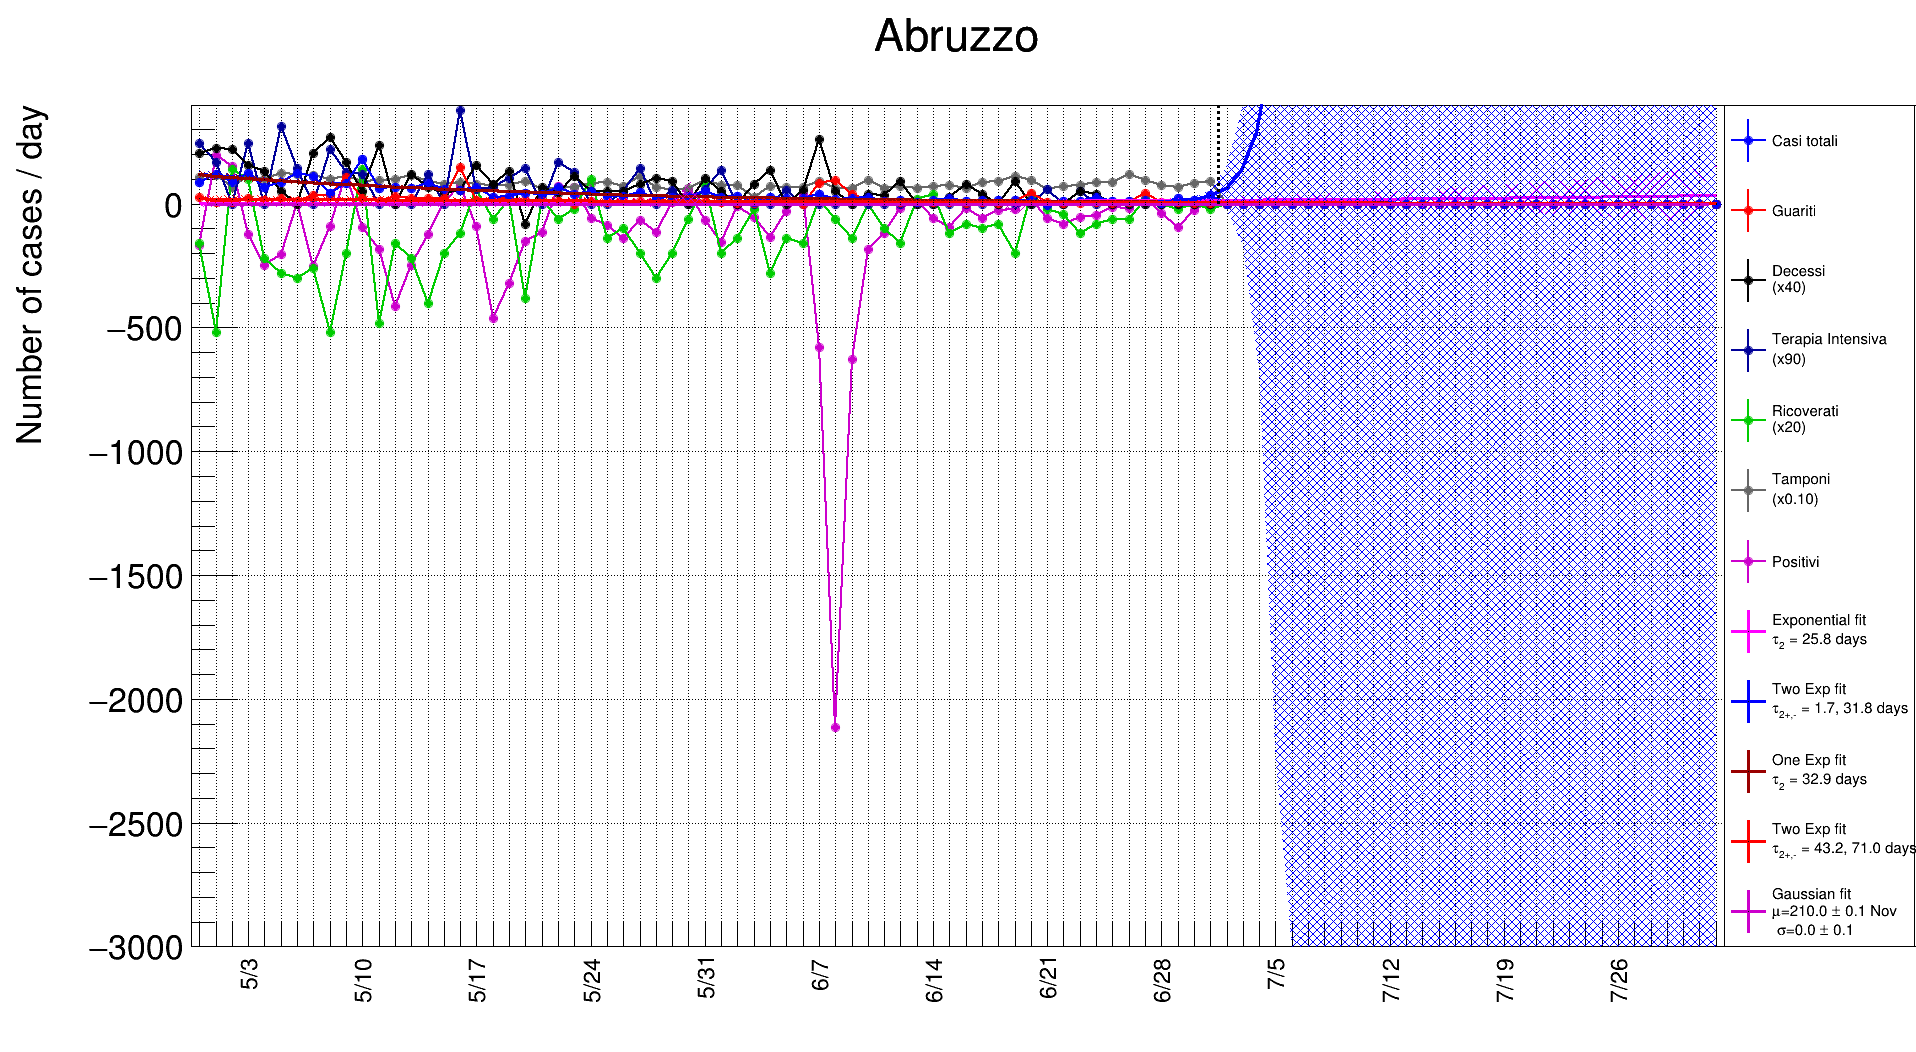 Abruzzo
Number of cases / day
0
−500
−1000
−1500
−2000
−2500
−3000
5/3
5/10
5/17
5/24
5/31
6/7
6/14
6/21
6/28
7/5
7/12
7/19
7/26
Casi totali
Guariti
Decessi
(x40)
Terapia Intensiva
(x90)
Ricoverati
(x20)
Tamponi
(x0.10)
Positivi
Exponential fit
τ2 = 25.8 days
Two Exp fit
τ2+,- = 1.7, 31.8 days
One Exp fit
τ2 = 32.9 days
Two Exp fit
τ2+,- = 43.2, 71.0 days
Gaussian fit
μ=210.0 ± 0.1 Nov
σ=0.0 ± 0.1